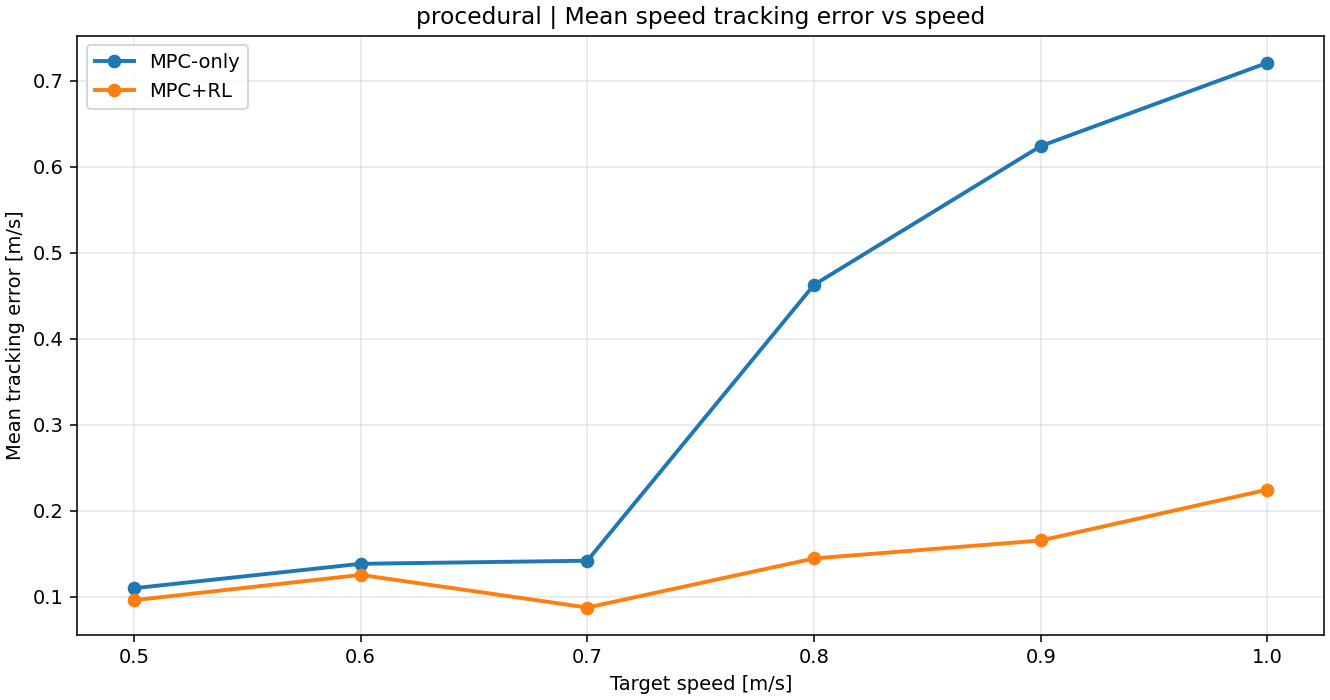 procedural | Mean speed tracking error vs speed
MPC-only
MPC+RL
Mean tracking error [m/s]
0.7
0.6
0.5
0.4
0.3
0.2
0.1
0.5 0.6 0.7 0.8 0.9 1.0
Target speed [m/s]